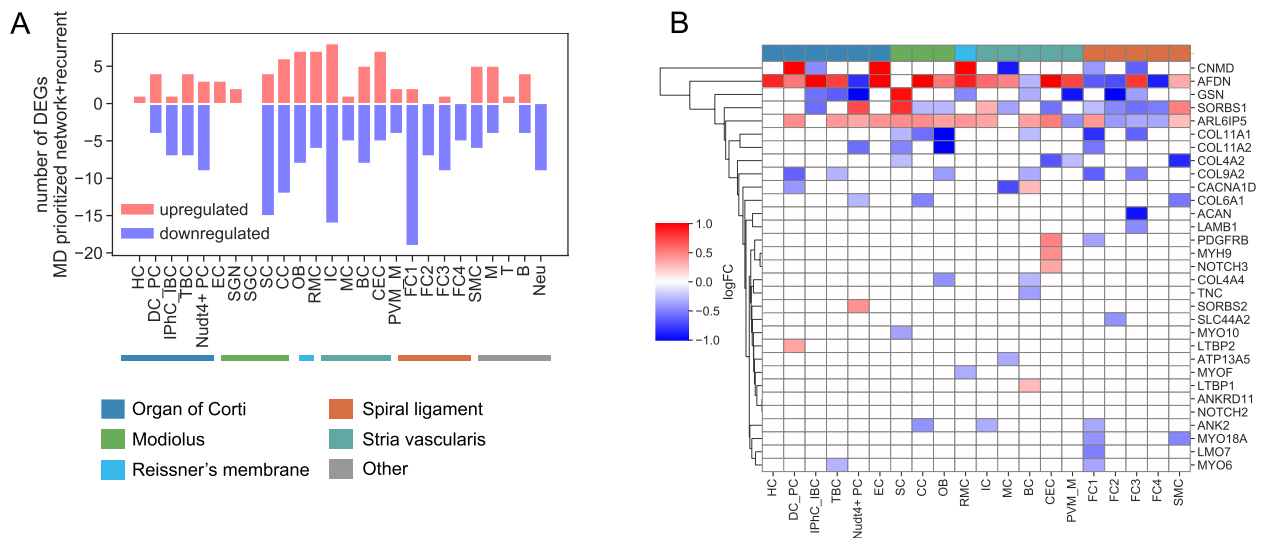 A
number of DEGs
MD prioritized network+recurrent
5
0
−5
−10
−15
−20
upregulated
downregulated
HC
DC_PC
IPhC_IBC
TBC
Nudt4+ PC
EC
SGN
SGC
SC
CC
OB
RMC
IC
MC
BC
CEC
PVM_M
FC1
FC2
FC3
FC4
SMC
M
T
B
Neu
Organ of Corti
Modiolus
Reissner's membrane
Spiral ligament
Stria vascularis
Other
B
CNMD
AFDN
GSN
SORBS1
ARL6IP5
COL11A1
COL11A2
COL4A2
COL9A2
CACNA1D
COL6A1
ACAN
LAMB1
PDGFRB
MYH9
NOTCH3
COL4A4
TNC
SORBS2
SLC44A2
MYO10
LTBP2
ATP13A5
MYOF
LTBP1
ANKRD11
NOTCH2
ANK2
MYO18A
LMO7
MYO6
1.0
0.5
0.0
−0.5
−1.0
logFC
HC
DC_PC
IPhC_IBC
TBC
Nudt4+ PC
EC
SC
CC
OB
RMC
IC
MC
BC
CEC
PVM_M
FC1
FC2
FC3
FC4
SMC